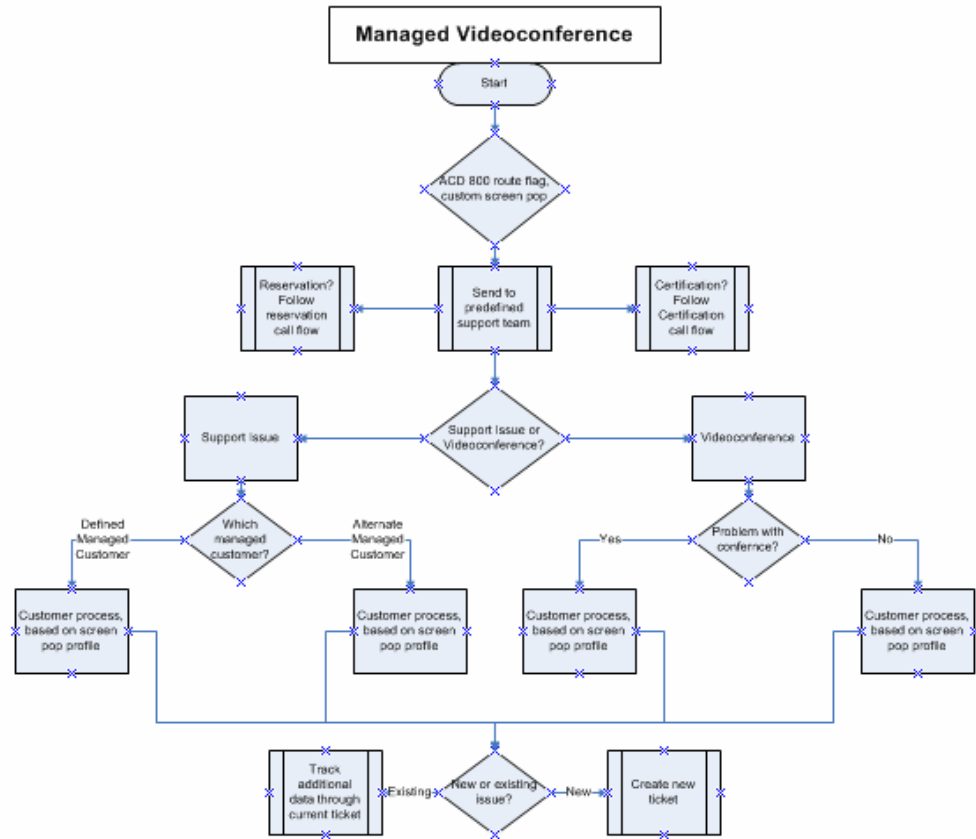 Managed Videoconference
Start
ACD 800 route flag,
custom screen pop
Reservation?
Follow
reservation
call flow
Send to
predefined
support team
Certification?
Follow
Certification
call flow
Support Issue
Support Issue or
Videoconference?
Videoconference
Defined
Managed
Customer
Which
managed
customer?
Alternate
Managed
Customer
Yes
Problem with
confernce?
No
Customer process,
based on screen
pop profile
Customer process,
based on screen
pop profile
Customer process,
based on screen
pop profile
Customer process,
based on screen
pop profile
Track
additional
data through
current ticket
Existing
New or existing
issue?
New
Create new
ticket